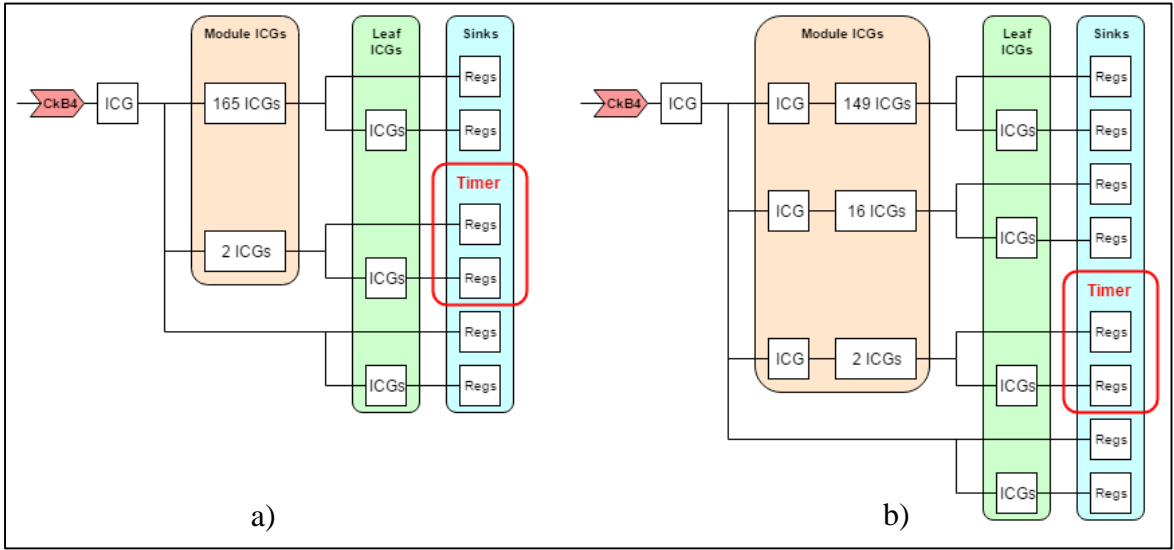 Module ICGs
Leaf
ICGs
Sinks
CkB4
ICG
165 ICGs
Regs
ICGs
Regs
Timer
Regs
2 ICGs
ICGs
Regs
Regs
ICGs
Regs
a)
Module ICGs
Leaf
ICGs
Sinks
CkB4
ICG
ICG
149 ICGs
Regs
ICGs
Regs
Regs
ICG
16 ICGs
ICGs
Regs
Timer
Regs
ICG
2 ICGs
ICGs
Regs
Regs
ICGs
Regs
b)